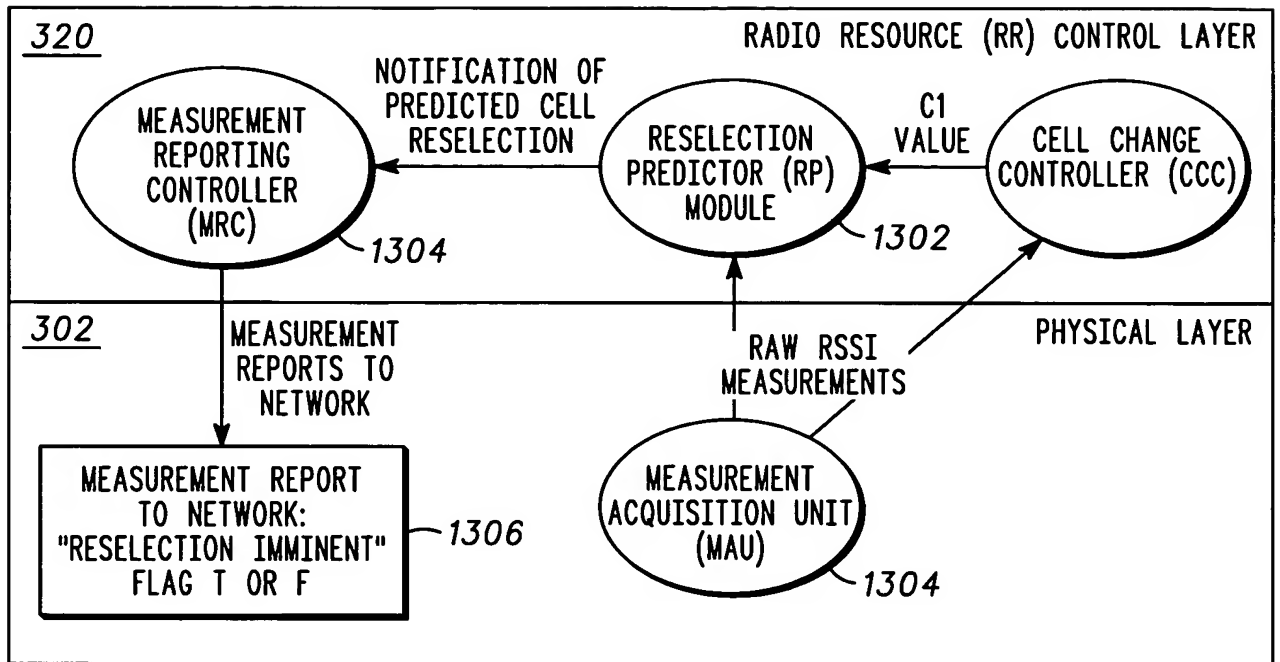 320
RADIO RESOURCE (RR) CONTROL LAYER
NOTIFICATION OF
PREDICTED CELL
RESELECTION
MEASUREMENT
REPORTING
CONTROLLER
(MRC)
1304
RESELECTION
PREDICTOR (RP)
MODULE
1302
C1
VALUE
CELL CHANGE
CONTROLLER (CCC)
302
PHYSICAL LAYER
MEASUREMENT
REPORTS TO
NETWORK
RAW RSSI
MEASUREMENTS
MEASUREMENT REPORT
TO NETWORK:
"RESELECTION IMMINENT"
FLAG T OR F
1306
MEASUREMENT
ACQUISITION UNIT
(MAU)
1304